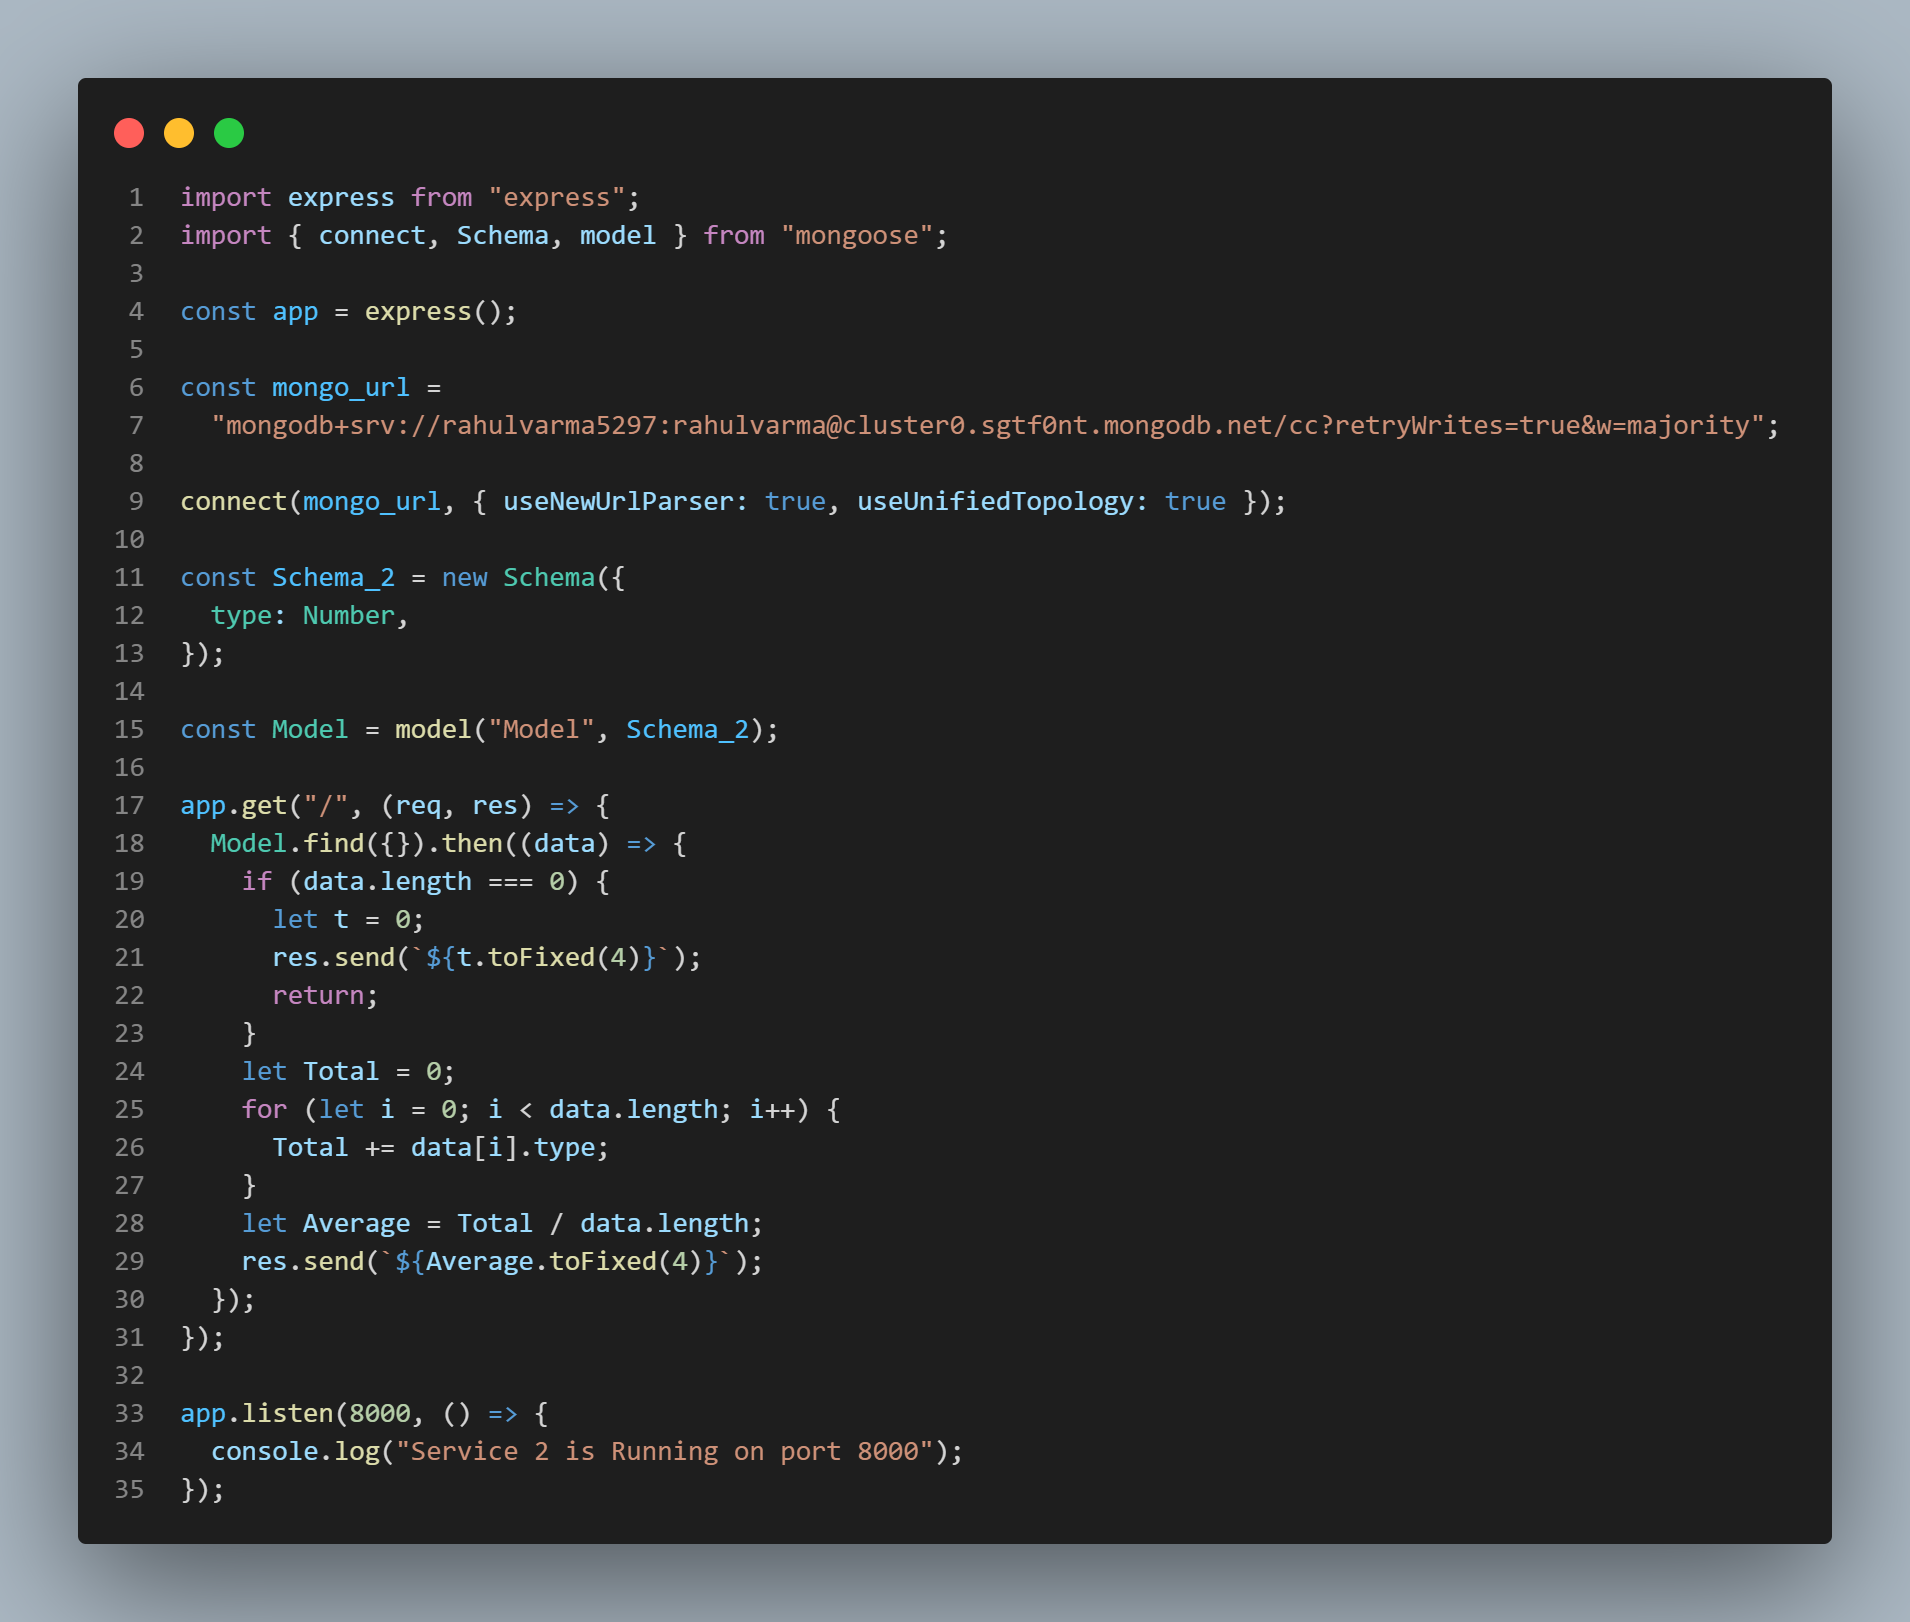 1 import express from "express";
2 import { connect, Schema, model } from "mongoose";
3
4 const app = express();
5
6 const mongo_url =
7   "mongodb+srv://rahulvarma5297:rahulvarma@cluster0.sgtf0nt.mongodb.net/cc?retryWrites=true&w=majority";
8
9 connect(mongo_url, { useNewUrlParser: true, useUnifiedTopology: true });
10
11 const Schema_2 = new Schema({
12   type: Number,
13 });
14
15 const Model = model("Model", Schema_2);
16
17 app.get("/", (req, res) => {
18   Model.find({}).then((data) => {
19     if (data.length === 0) {
20       let t = 0;
21       res.send(`${t.toFixed(4)}`);
22       return;
23     }
24     let Total = 0;
25     for (let i = 0; i < data.length; i++) {
26       Total += data[i].type;
27     }
28     let Average = Total / data.length;
29     res.send(`${Average.toFixed(4)}`);
30   });
31 });
32
33 app.listen(8000, () => {
34   console.log("Service 2 is Running on port 8000");
35 });